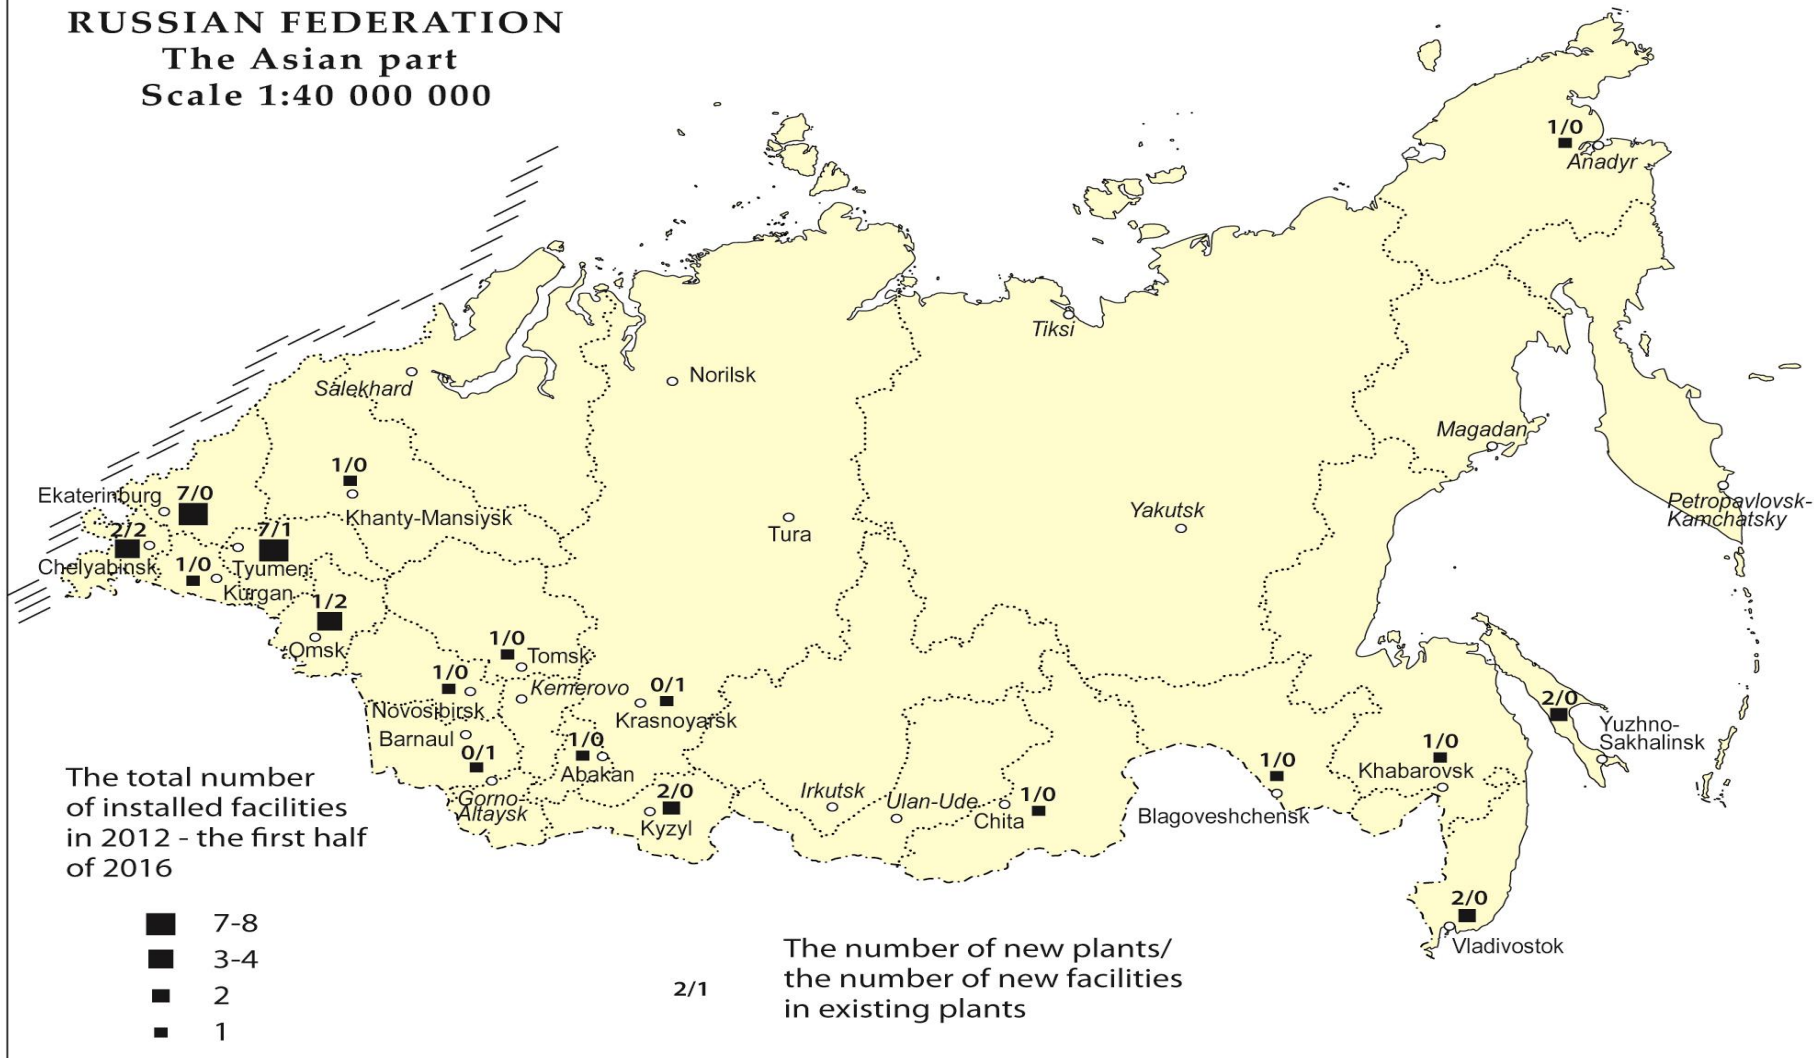 RUSSIAN FEDERATION
The Asian part
Scale 1:40 000 000
1/0
Anadyr
Tiksi
Salekhard
Norilsk
Magadan
1/0
Khanty-Mansiysk
Ekaterinburg
7/0
Petropavlovsk-
Kamchatsky
Yakutsk
Tura
2/2
Chelyabinsk
7/1
Tyumen
1/0
Kurgan
1/2
Omsk
1/0
Tomsk
1/0
Novosibirsk
Kemerovo
0/1
Krasnoyarsk
Barnaul
0/1
Gorno-
Altaysk
1/0
Abakan
2/0
Kyzyl
Irkutsk
Ulan-Ude
1/0
Chita
1/0
Blagoveshchensk
1/0
Khabarovsk
2/0
Yuzhno-
Sakhalinsk
2/0
Vladivostok
The total number
of installed facilities
in 2012 - the first half
of 2016
7-8
3-4
2
1
2/1
The number of new plants/
the number of new facilities
in existing plants